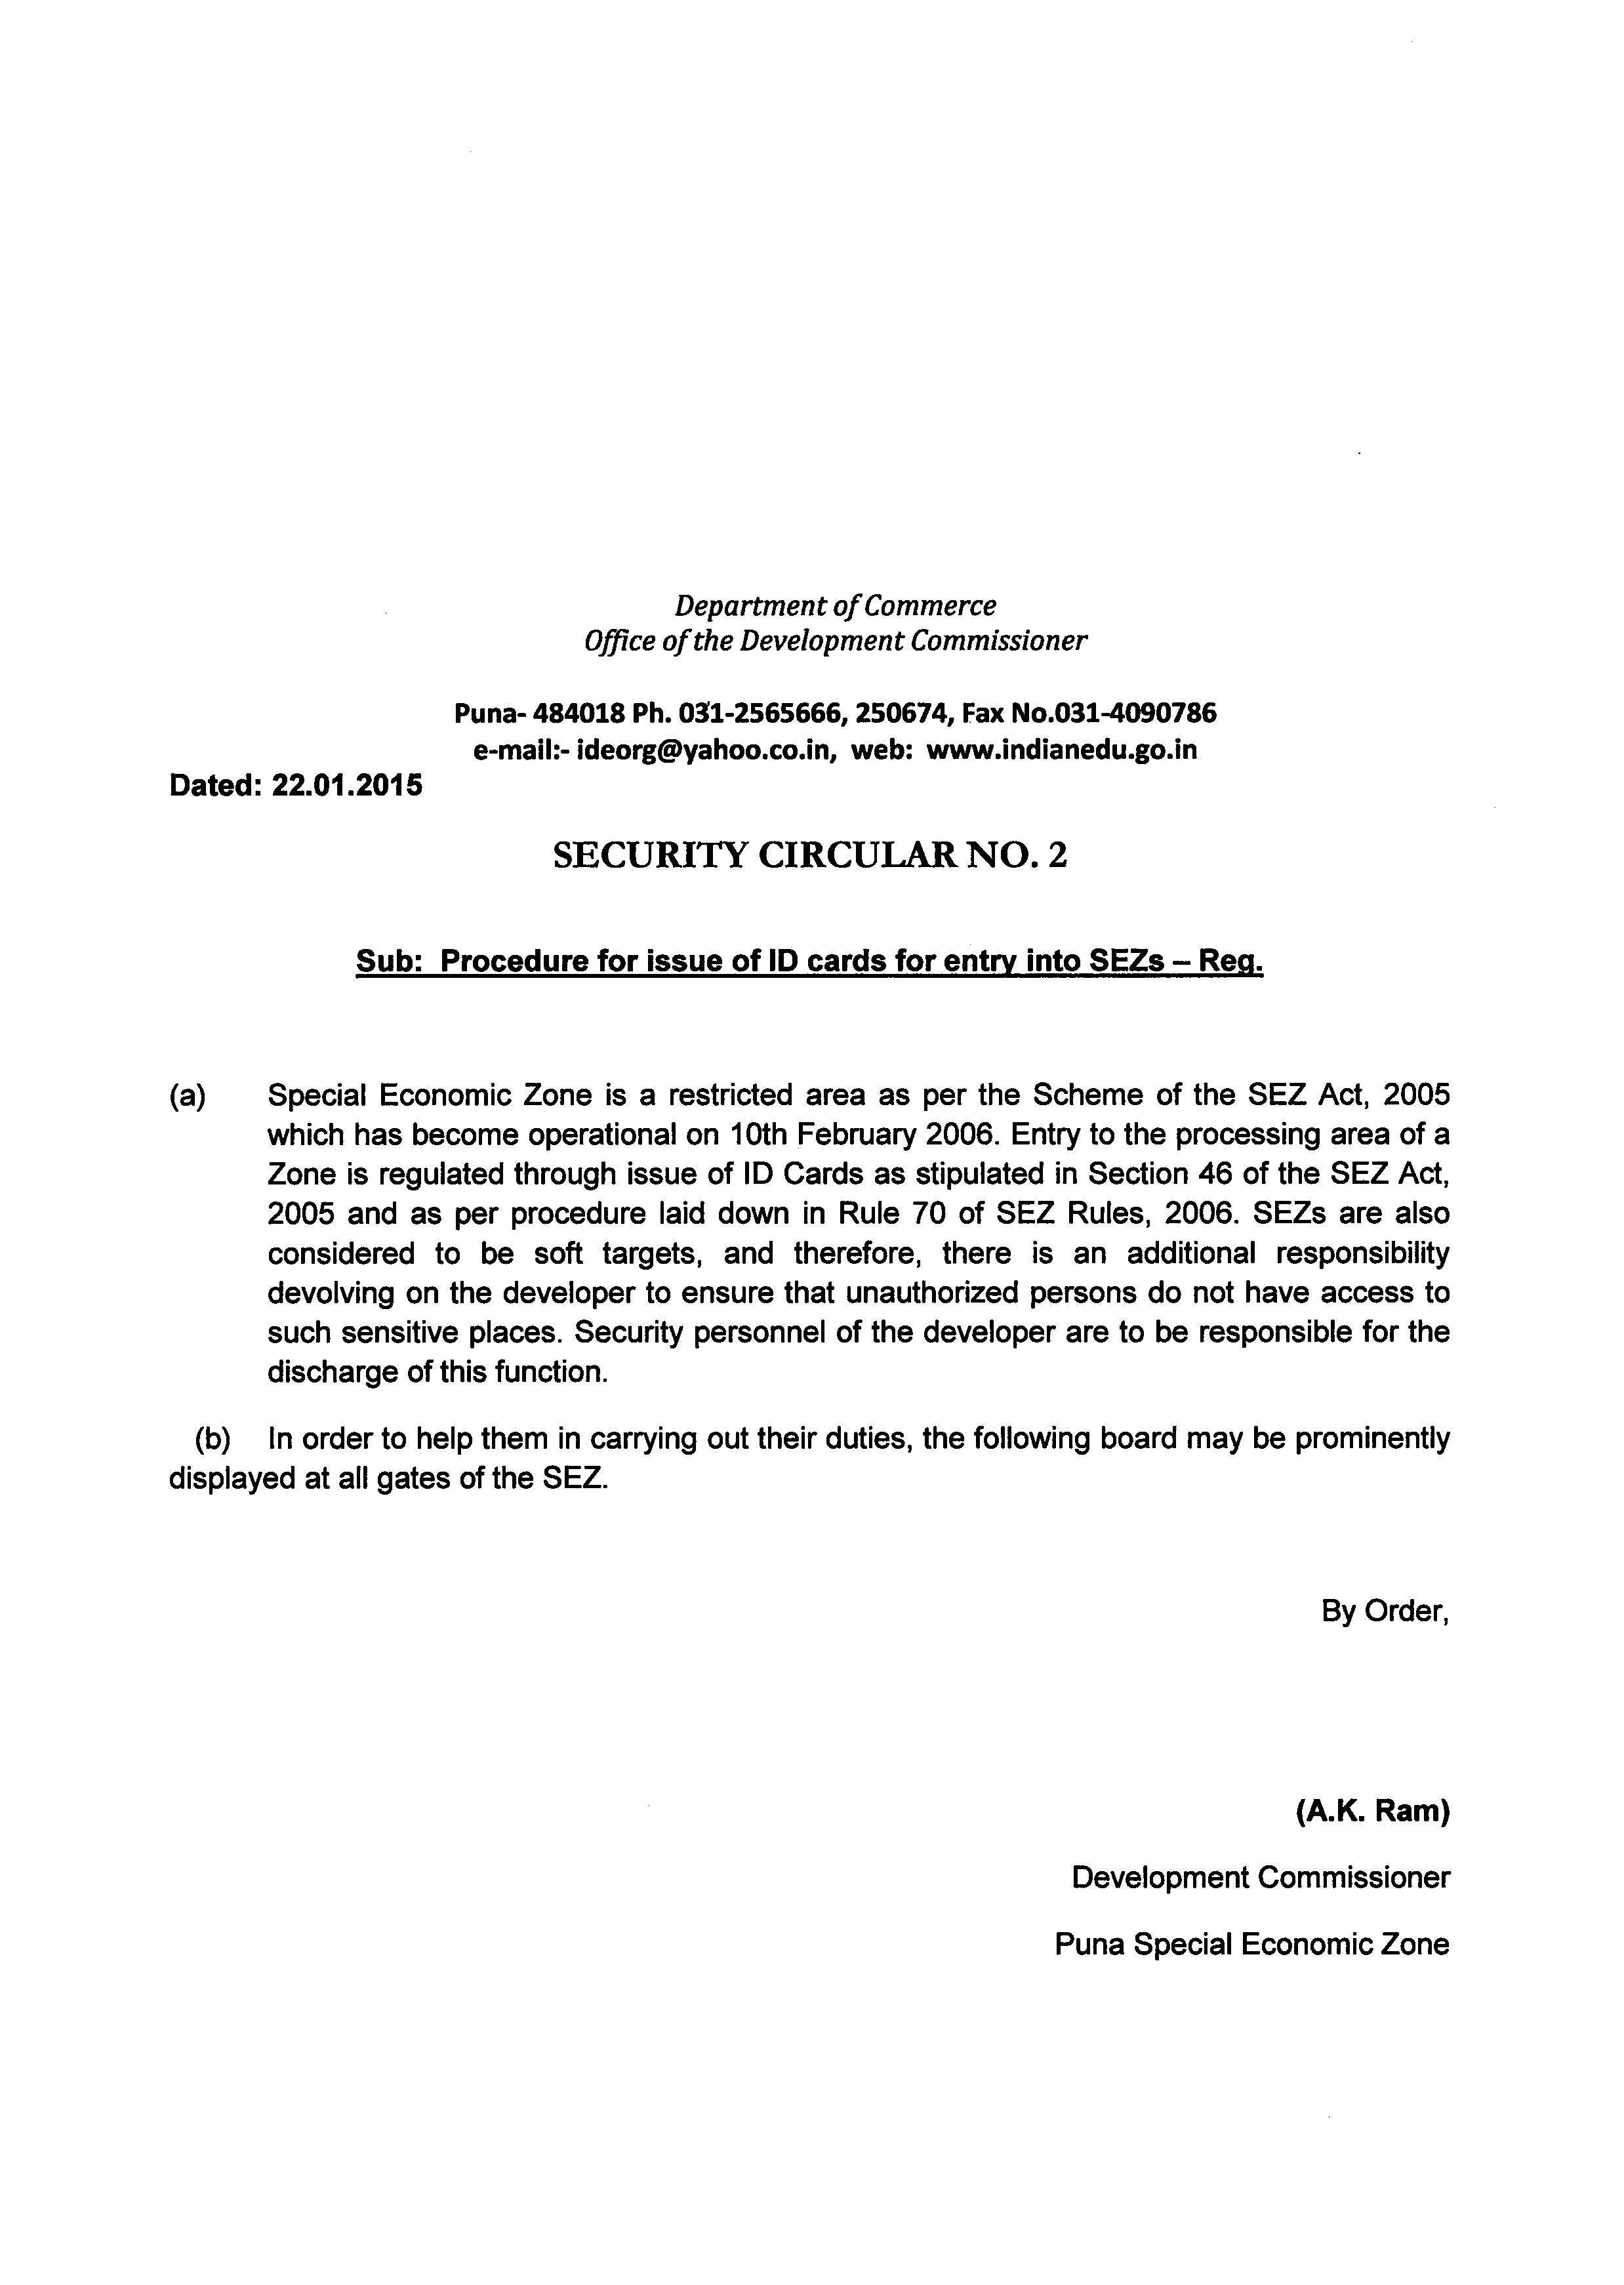 Department of Commerce
Office of the Development Commissioner
Puna- 484018 Ph. 031-2565666, 250674, Fax No.031-4090786
e-mail:- ideorg@yahoo.co.in, web: www.indianedu.go.in
Dated: 22.01.2015
SECURITY CIRCULAR NO. 2
Sub: Procedure for issue of ID cards for entry into SEZs – Reg.
(a) Special Economic Zone is a restricted area as per the Scheme of the SEZ Act, 2005
which has become operational on 10th February 2006. Entry to the processing area of a
Zone is regulated through issue of ID Cards as stipulated in Section 46 of the SEZ Act,
2005 and as per procedure laid down in Rule 70 of SEZ Rules, 2006. SEZs are also
considered to be soft targets, and therefore, there is an additional responsibility
devolving on the developer to ensure that unauthorized persons do not have access to
such sensitive places. Security personnel of the developer are to be responsible for the
discharge of this function.
(b) In order to help them in carrying out their duties, the following board may be prominently
displayed at all gates of the SEZ.
By Order,
(A.K. Ram)
Development Commissioner
Puna Special Economic Zone